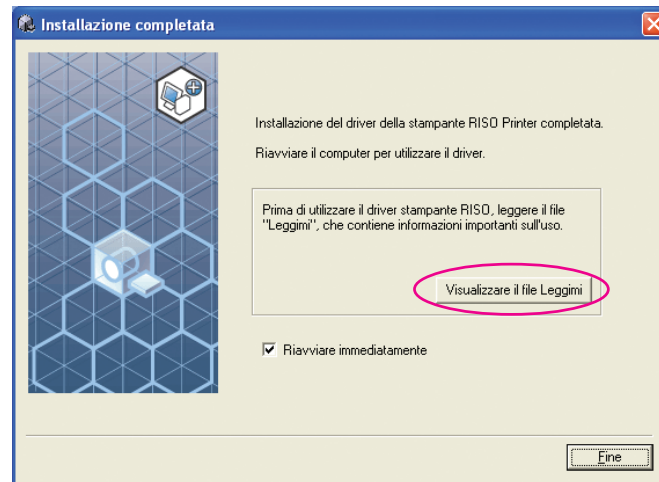 Installazione completata
Installazione del driver della stampante RISO Printer completata.
Riavviare il computer per utilizzare il driver.
Prima di utilizzare il driver stampante RISO, leggere il file
"Leggimi", che contiene informazioni importanti sull'uso.
Visualizzare il file Leggimi
Riavviare immediatamente
Fine